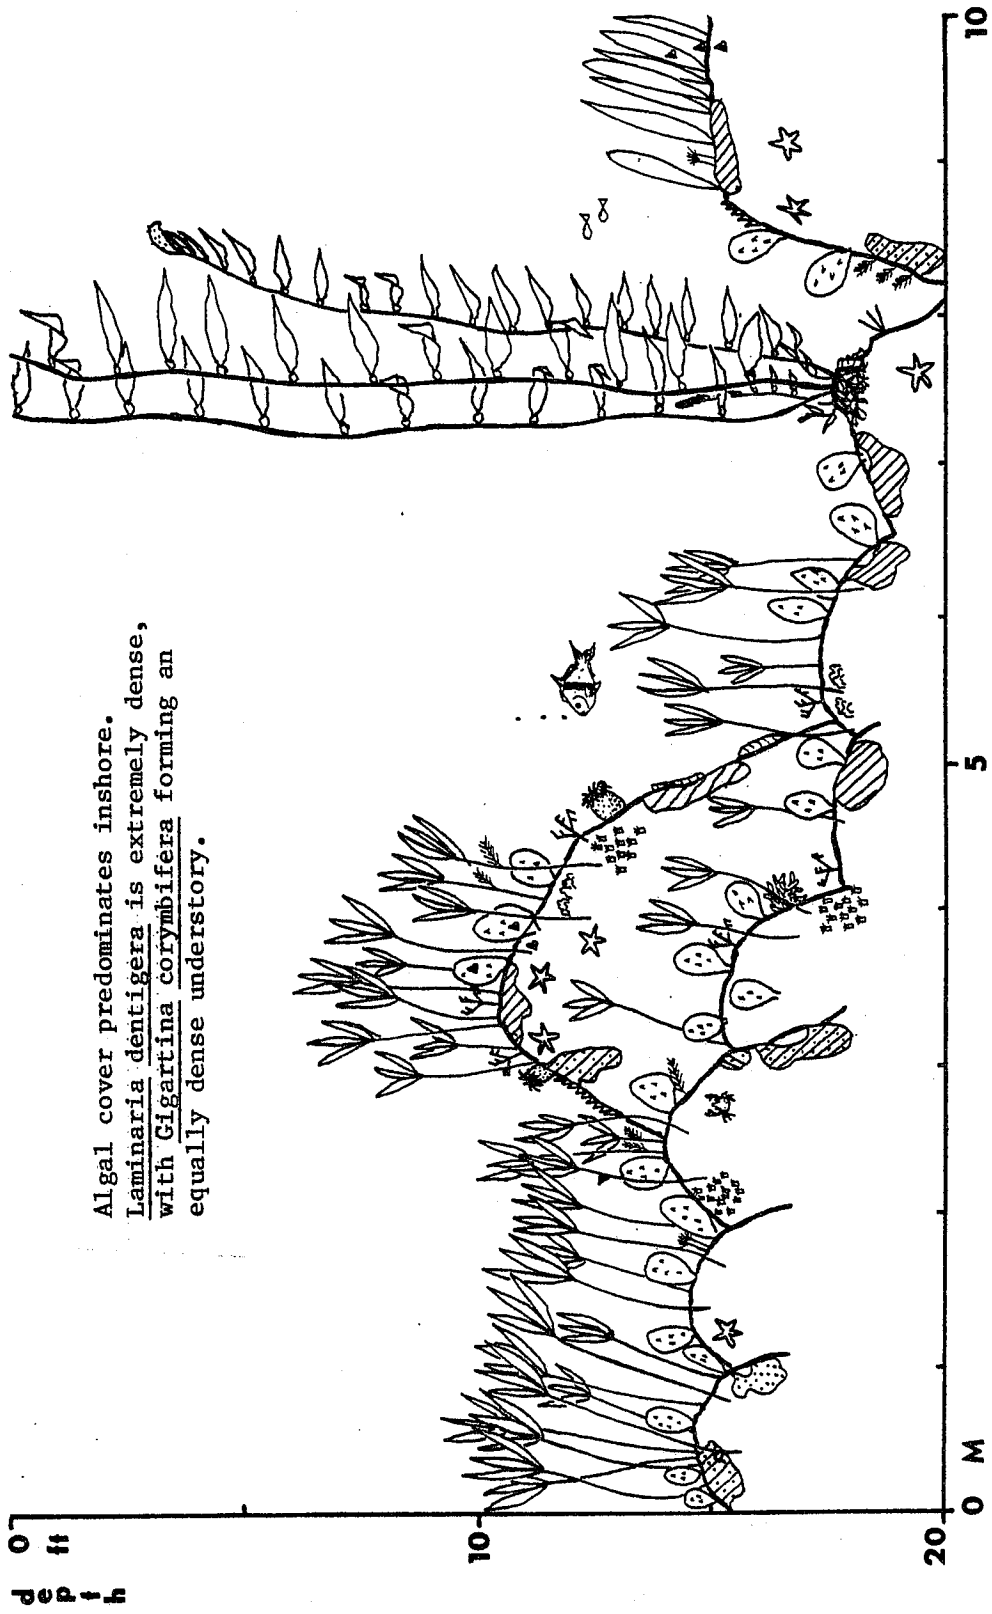 Algal cover predominates inshore.
Laminaria dentigera is extremely dense,
with Gigartina corymbifera forming an
equally dense understory.
depth
0
ft
10
20
0
M
5
10